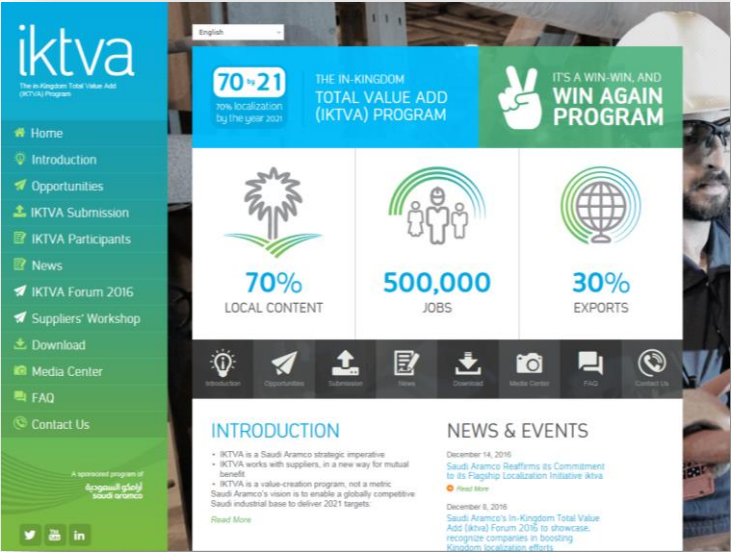 iktva
The In-Kingdom Total Value Add
(IKTVA) Program
Home
Introduction
Opportunities
IKTVA Submission
IKTVA Participants
News
IKTVA Forum 2016
Suppliers' Workshop
Download
Media Center
FAQ
Contact Us
A sponsored program of
أرامكو السعودية
saudi aramco
You
Tube
in
English
70 by 21
70% localization
by the year 2021
THE IN-KINGDOM
TOTAL VALUE ADD
(IKTVA) PROGRAM
IT'S A WIN-WIN, AND
WIN AGAIN
PROGRAM
70%
LOCAL CONTENT
500,000
JOBS
30%
EXPORTS
Introduction
Opportunities
Submission
News
Download
Media Center
FAQ
Contact Us
INTRODUCTION
• IKTVA is a Saudi Aramco strategic imperative
• IKTVA works with suppliers, in a new way for mutual
benefit
• IKTVA is a value-creation program, not a metric
Saudi Aramco's vision is to enable a globally competitive
Saudi industrial base to deliver 2021 targets:
Read More
NEWS & EVENTS
December 14, 2016
Saudi Aramco Reaffirms its Commitment
to its Flagship Localization Initiative iktva
Read More
December 8, 2016
Saudi Aramco's In-Kingdom Total Value
Add (iktva) Forum 2016 to showcase,
recognize companies in boosting
Kingdom localization efforts